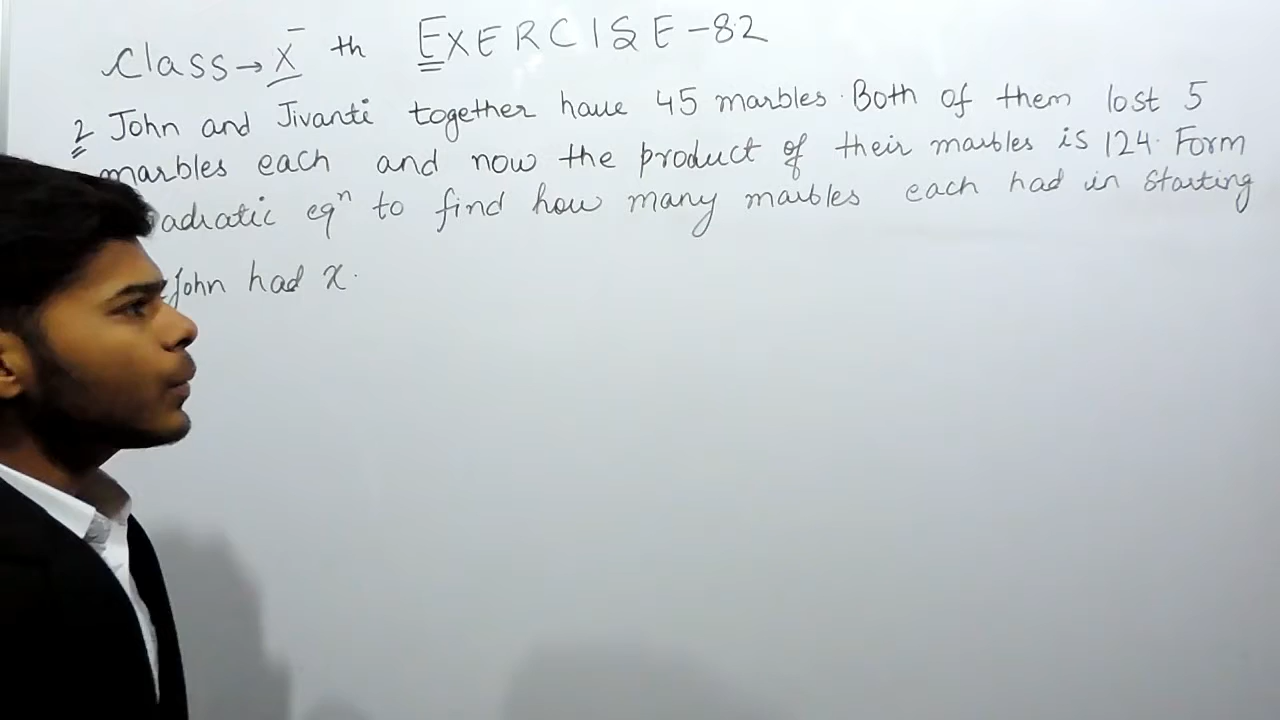 Class → X th EXERCISE - 8.2
2 John and Jivanti together have 45 marbles. Both of them lost 5
marbles each and now the product of their marbles is 124. Form
eqn to find how many marbles each had in starting
John had x.